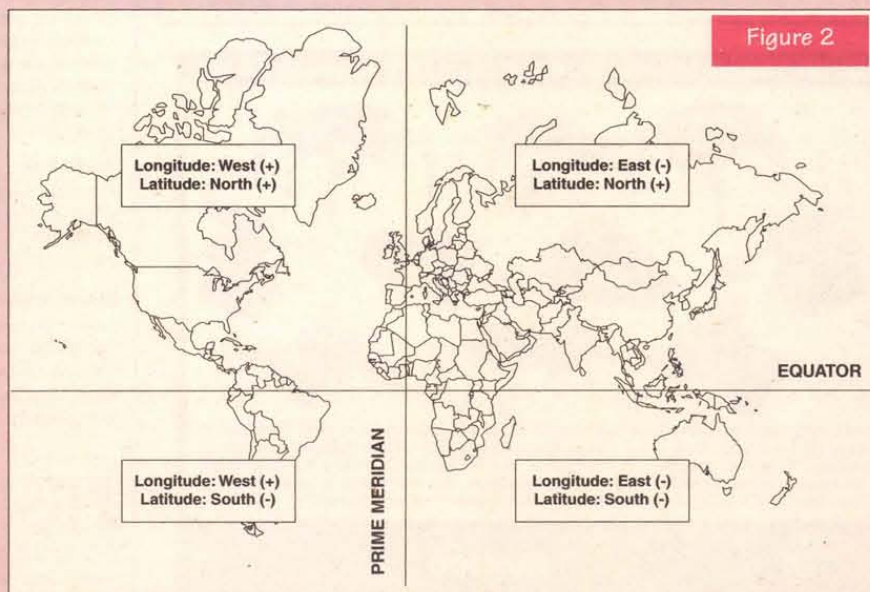 Figure 2
Longitude: West (+)
Latitude: North (+)
Longitude: East (-)
Latitude: North (+)
EQUATOR
PRIME MERIDIAN
Longitude: West (+)
Latitude: South (-)
Longitude: East (-)
Latitude: South (-)